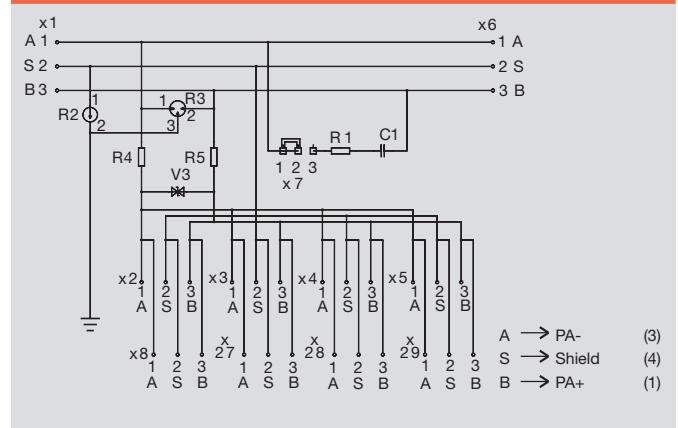 x1 x6
A 1 1 A
S 2 2 S
B 3 3 B
R2 1 2
1 R3 2 3
R4 R5
V3
R 1 C1
1 2 3
x7
x2 x3 x4 x5
1 2 3 1 2 3 1 2 3 1 2 3
A S B A S B A S B A S B
x8 x 27 x 28 x 29
1 2 3 1 2 3 1 2 3 1 2 3
A S B A S B A S B A S B
A → PA- (3)
S → Shield (4)
B → PA+ (1)